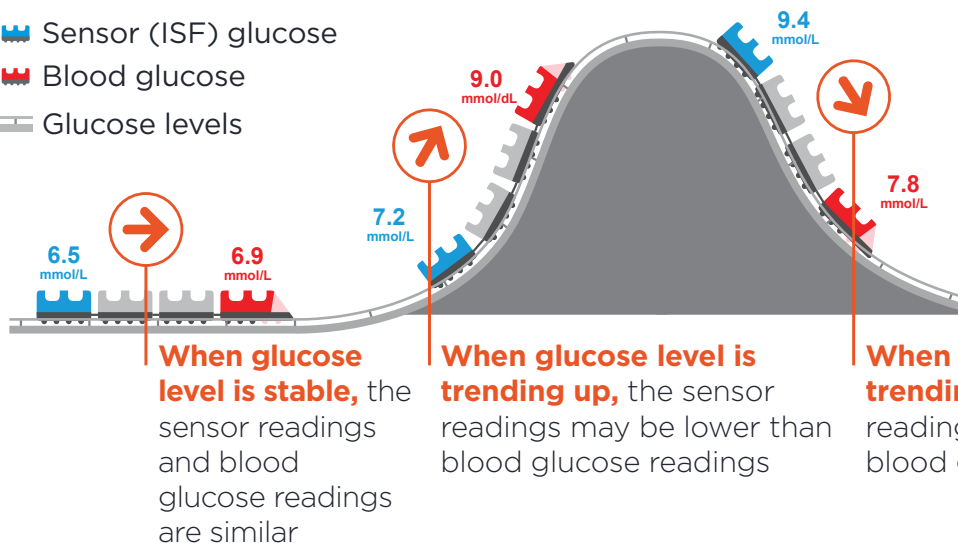 Sensor (ISF) glucose
Blood glucose
Glucose levels
6.5
mmol/L
6.9
mmol/L
7.2
mmol/L
9.0
mmol/dL
9.4
mmol/L
7.8
mmol/L
When glucose
level is stable, the
sensor readings
and blood
glucose readings
are similar
When glucose level is
trending up, the sensor
readings may be lower than
blood glucose readings
When
blood